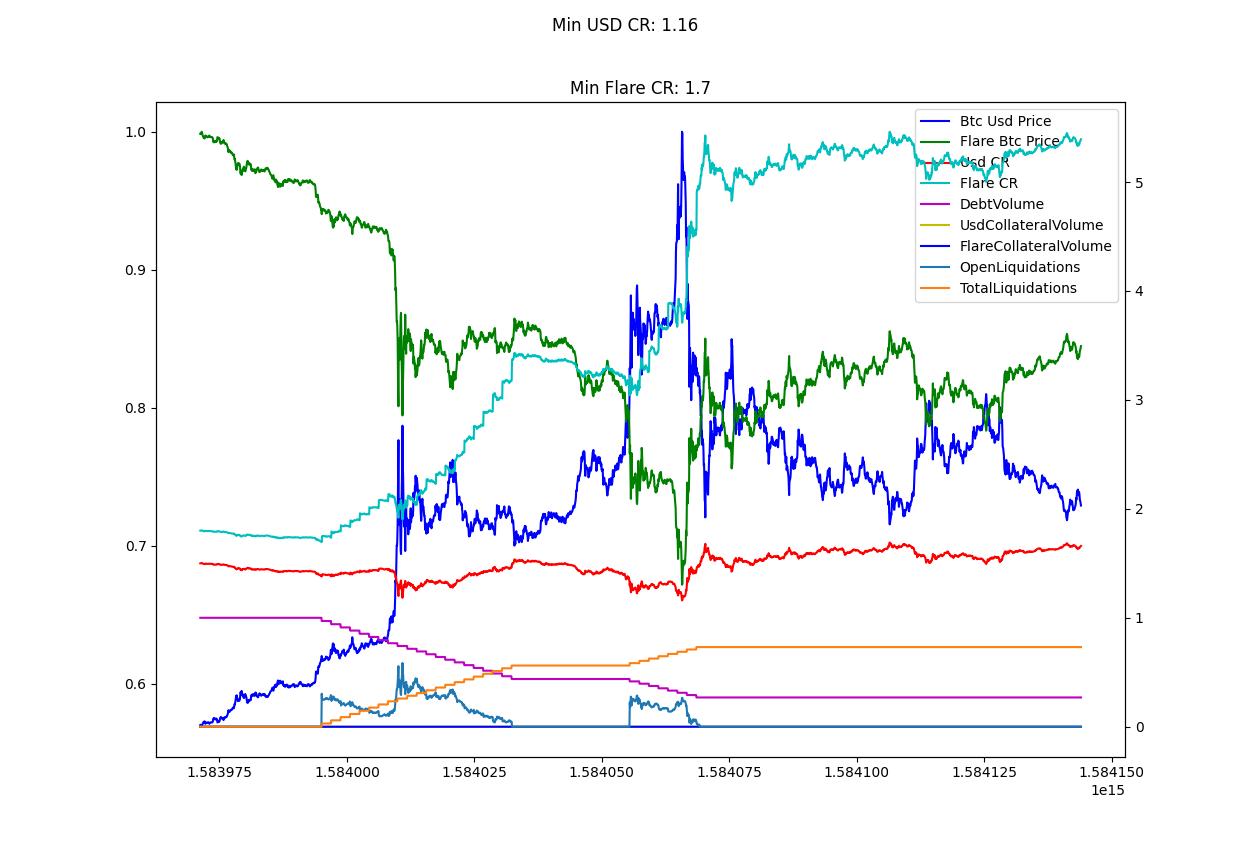 Min USD CR: 1.16
Min Flare CR: 1.7
Btc Usd Price
Flare Btc Price
Usd CR
Flare CR
DebtVolume
UsdCollateralVolume
FlareCollateralVolume
OpenLiquidations
TotalLiquidations
1.0
0.9
0.8
0.7
0.6
5
4
3
2
1
0
1.583975 1.584000 1.584025 1.584050 1.584075 1.584100 1.584125 1.584150
1e15